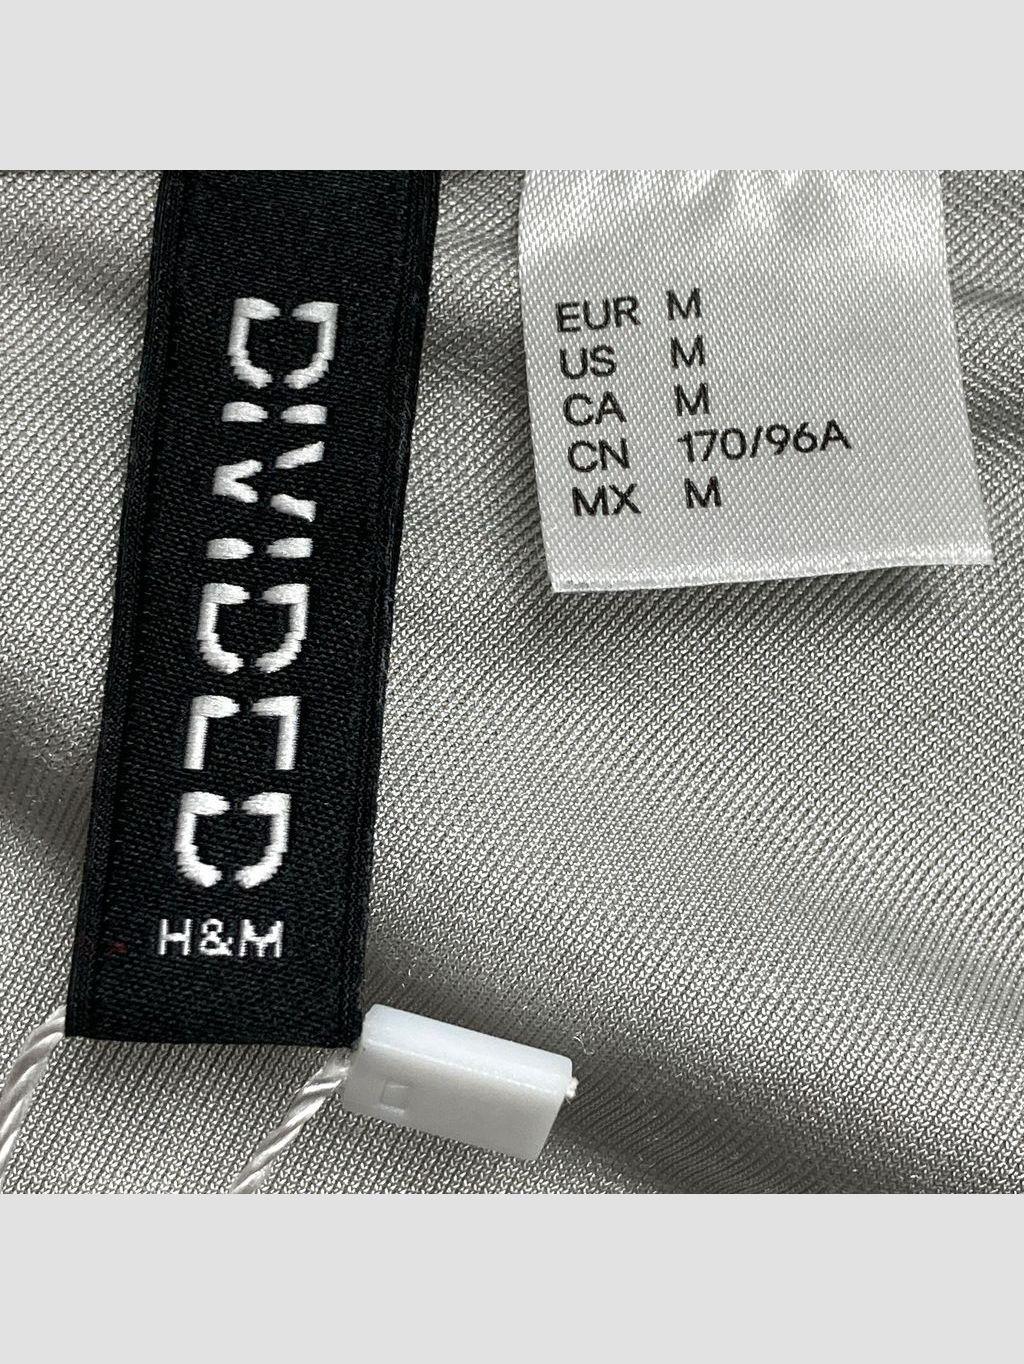 DIVIDED
H&M
EUR M
US M
CA M
CN 170/96A
MX M